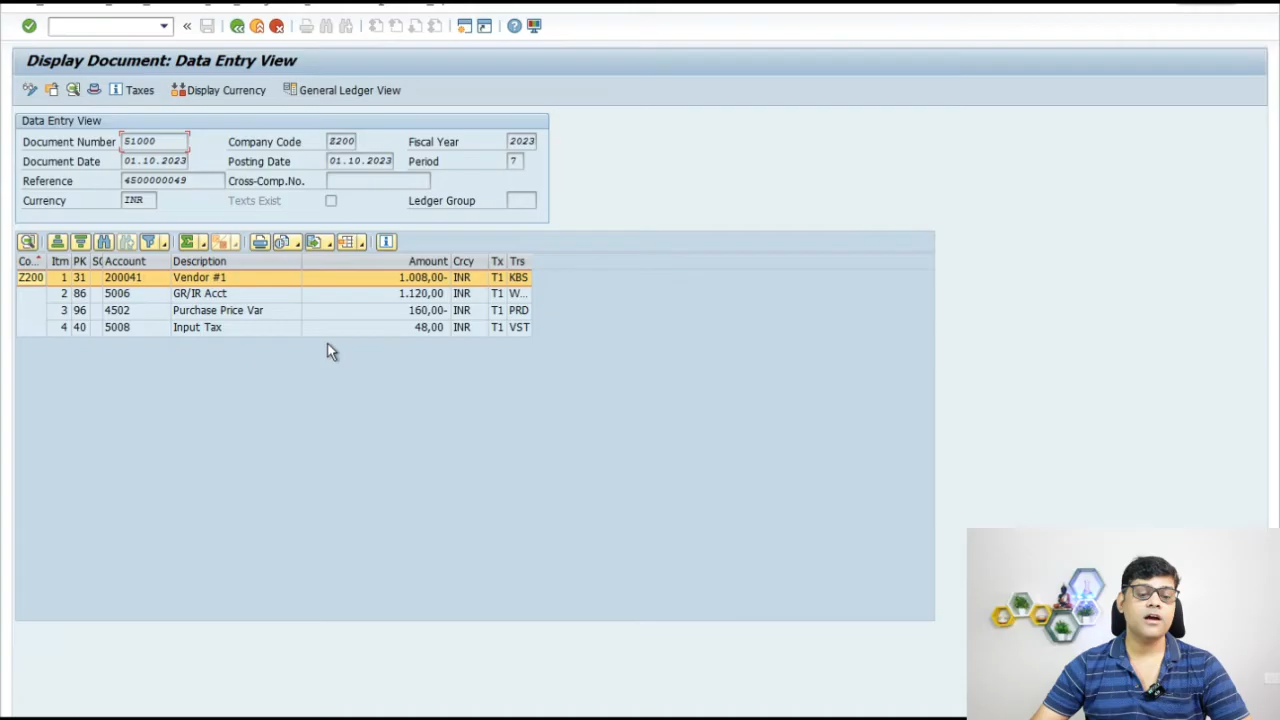 Display Document: Data Entry View
Taxes Display Currency General Ledger View
Data Entry View
Document Number 51000 Company Code Z200 Fiscal Year 2023
Document Date 01.10.2023 Posting Date 01.10.2023 Period 7
Reference 4500000049 Cross-Comp.No.
Currency INR Texts Exist Ledger Group
Co... Itm PK SG Account Description Amount Crcy Tx Trs
Z200 1 31 200041 Vendor #1 1.008,00- INR T1 KBS
2 86 5006 GR/IR Acct 1.120,00 INR T1 W...
3 96 4502 Purchase Price Var 160,00- INR T1 PRD
4 40 5008 Input Tax 48,00 INR T1 VST